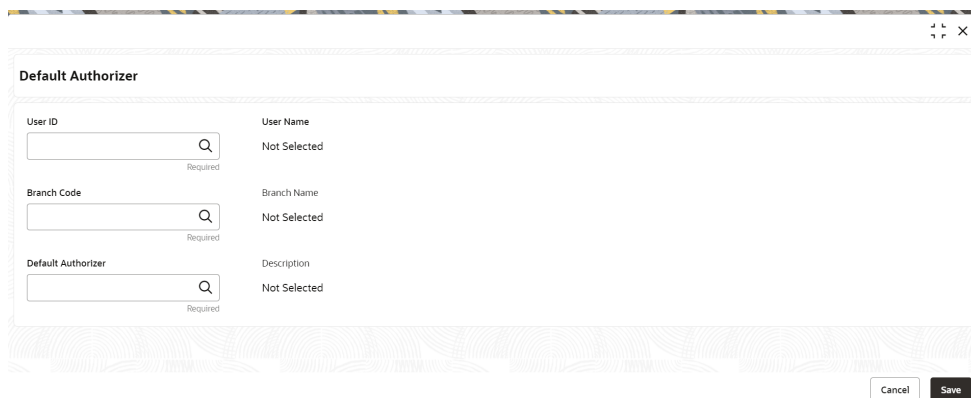 Default Authorizer
User ID
User Name
Not Selected
Required
Branch Code
Branch Name
Not Selected
Required
Default Authorizer
Description
Not Selected
Required
Cancel
Save